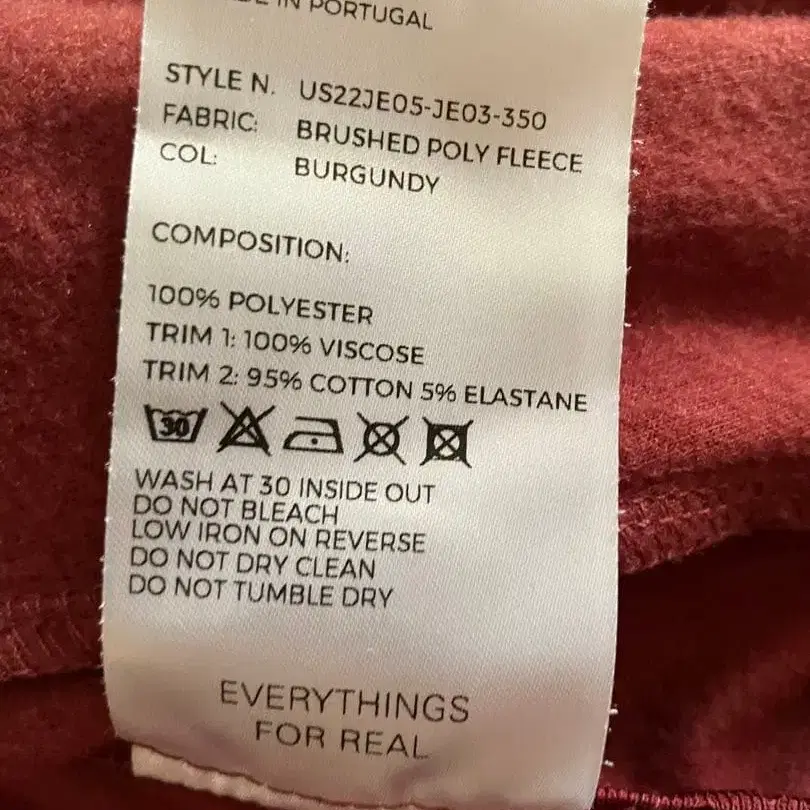 IN PORTUGAL
STYLE N. US22JE05-JE03-350
FABRIC: BRUSHED POLY FLEECE
COL: BURGUNDY
COMPOSITION:
100% POLYESTER
TRIM 1: 100% VISCOSE
TRIM 2: 95% COTTON 5% ELASTANE
30
WASH AT 30 INSIDE OUT
DO NOT BLEACH
LOW IRON ON REVERSE
DO NOT DRY CLEAN
DO NOT TUMBLE DRY
EVERYTHINGS
FOR REAL